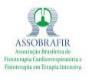 ASSOBRAFIR
Associação Brasileira de
Fisioterapia Cardiorrespiratória e
Fisioterapia em Terapia Intensiva